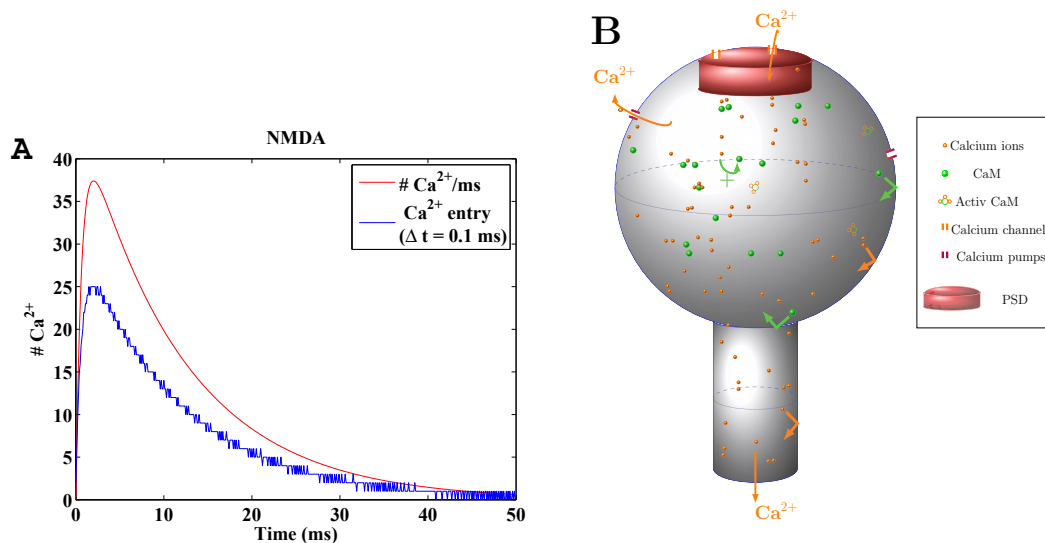 A
NMDA
# Ca²⁺/ms
Ca²⁺ entry
(Δ t = 0.1 ms)
# Ca²⁺
40
35
30
25
20
15
10
5
0
0 10 20 30 40 50
Time (ms)
B
Ca²⁺
Ca²⁺
Ca²⁺
Calcium ions
CaM
Activ CaM
Calcium channel
Calcium pumps
PSD